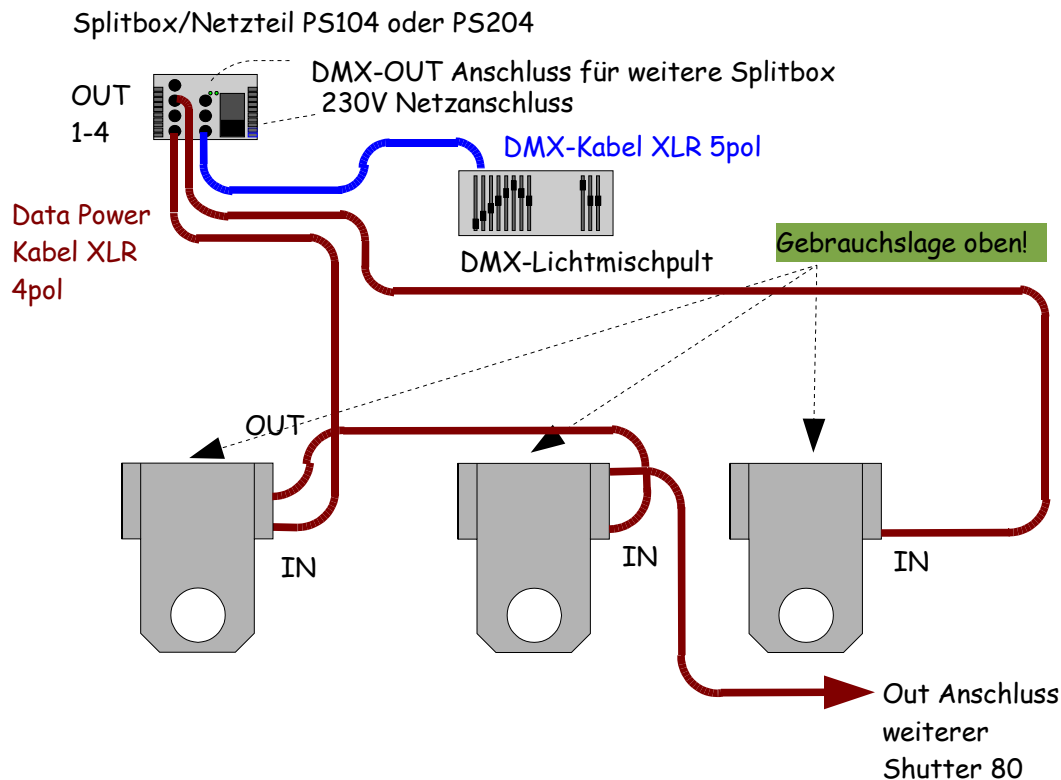 Splitbox/Netzteil PS104 oder PS204
DMX-OUT Anschluss für weitere Splitbox
230V Netzanschluss
OUT
1-4
DMX-Kabel XLR 5pol
Data Power
Kabel XLR
4pol
DMX-Lichtmischpult
Gebrauchslage oben!
OUT
IN
IN
IN
Out Anschluss
weiterer
Shutter 80